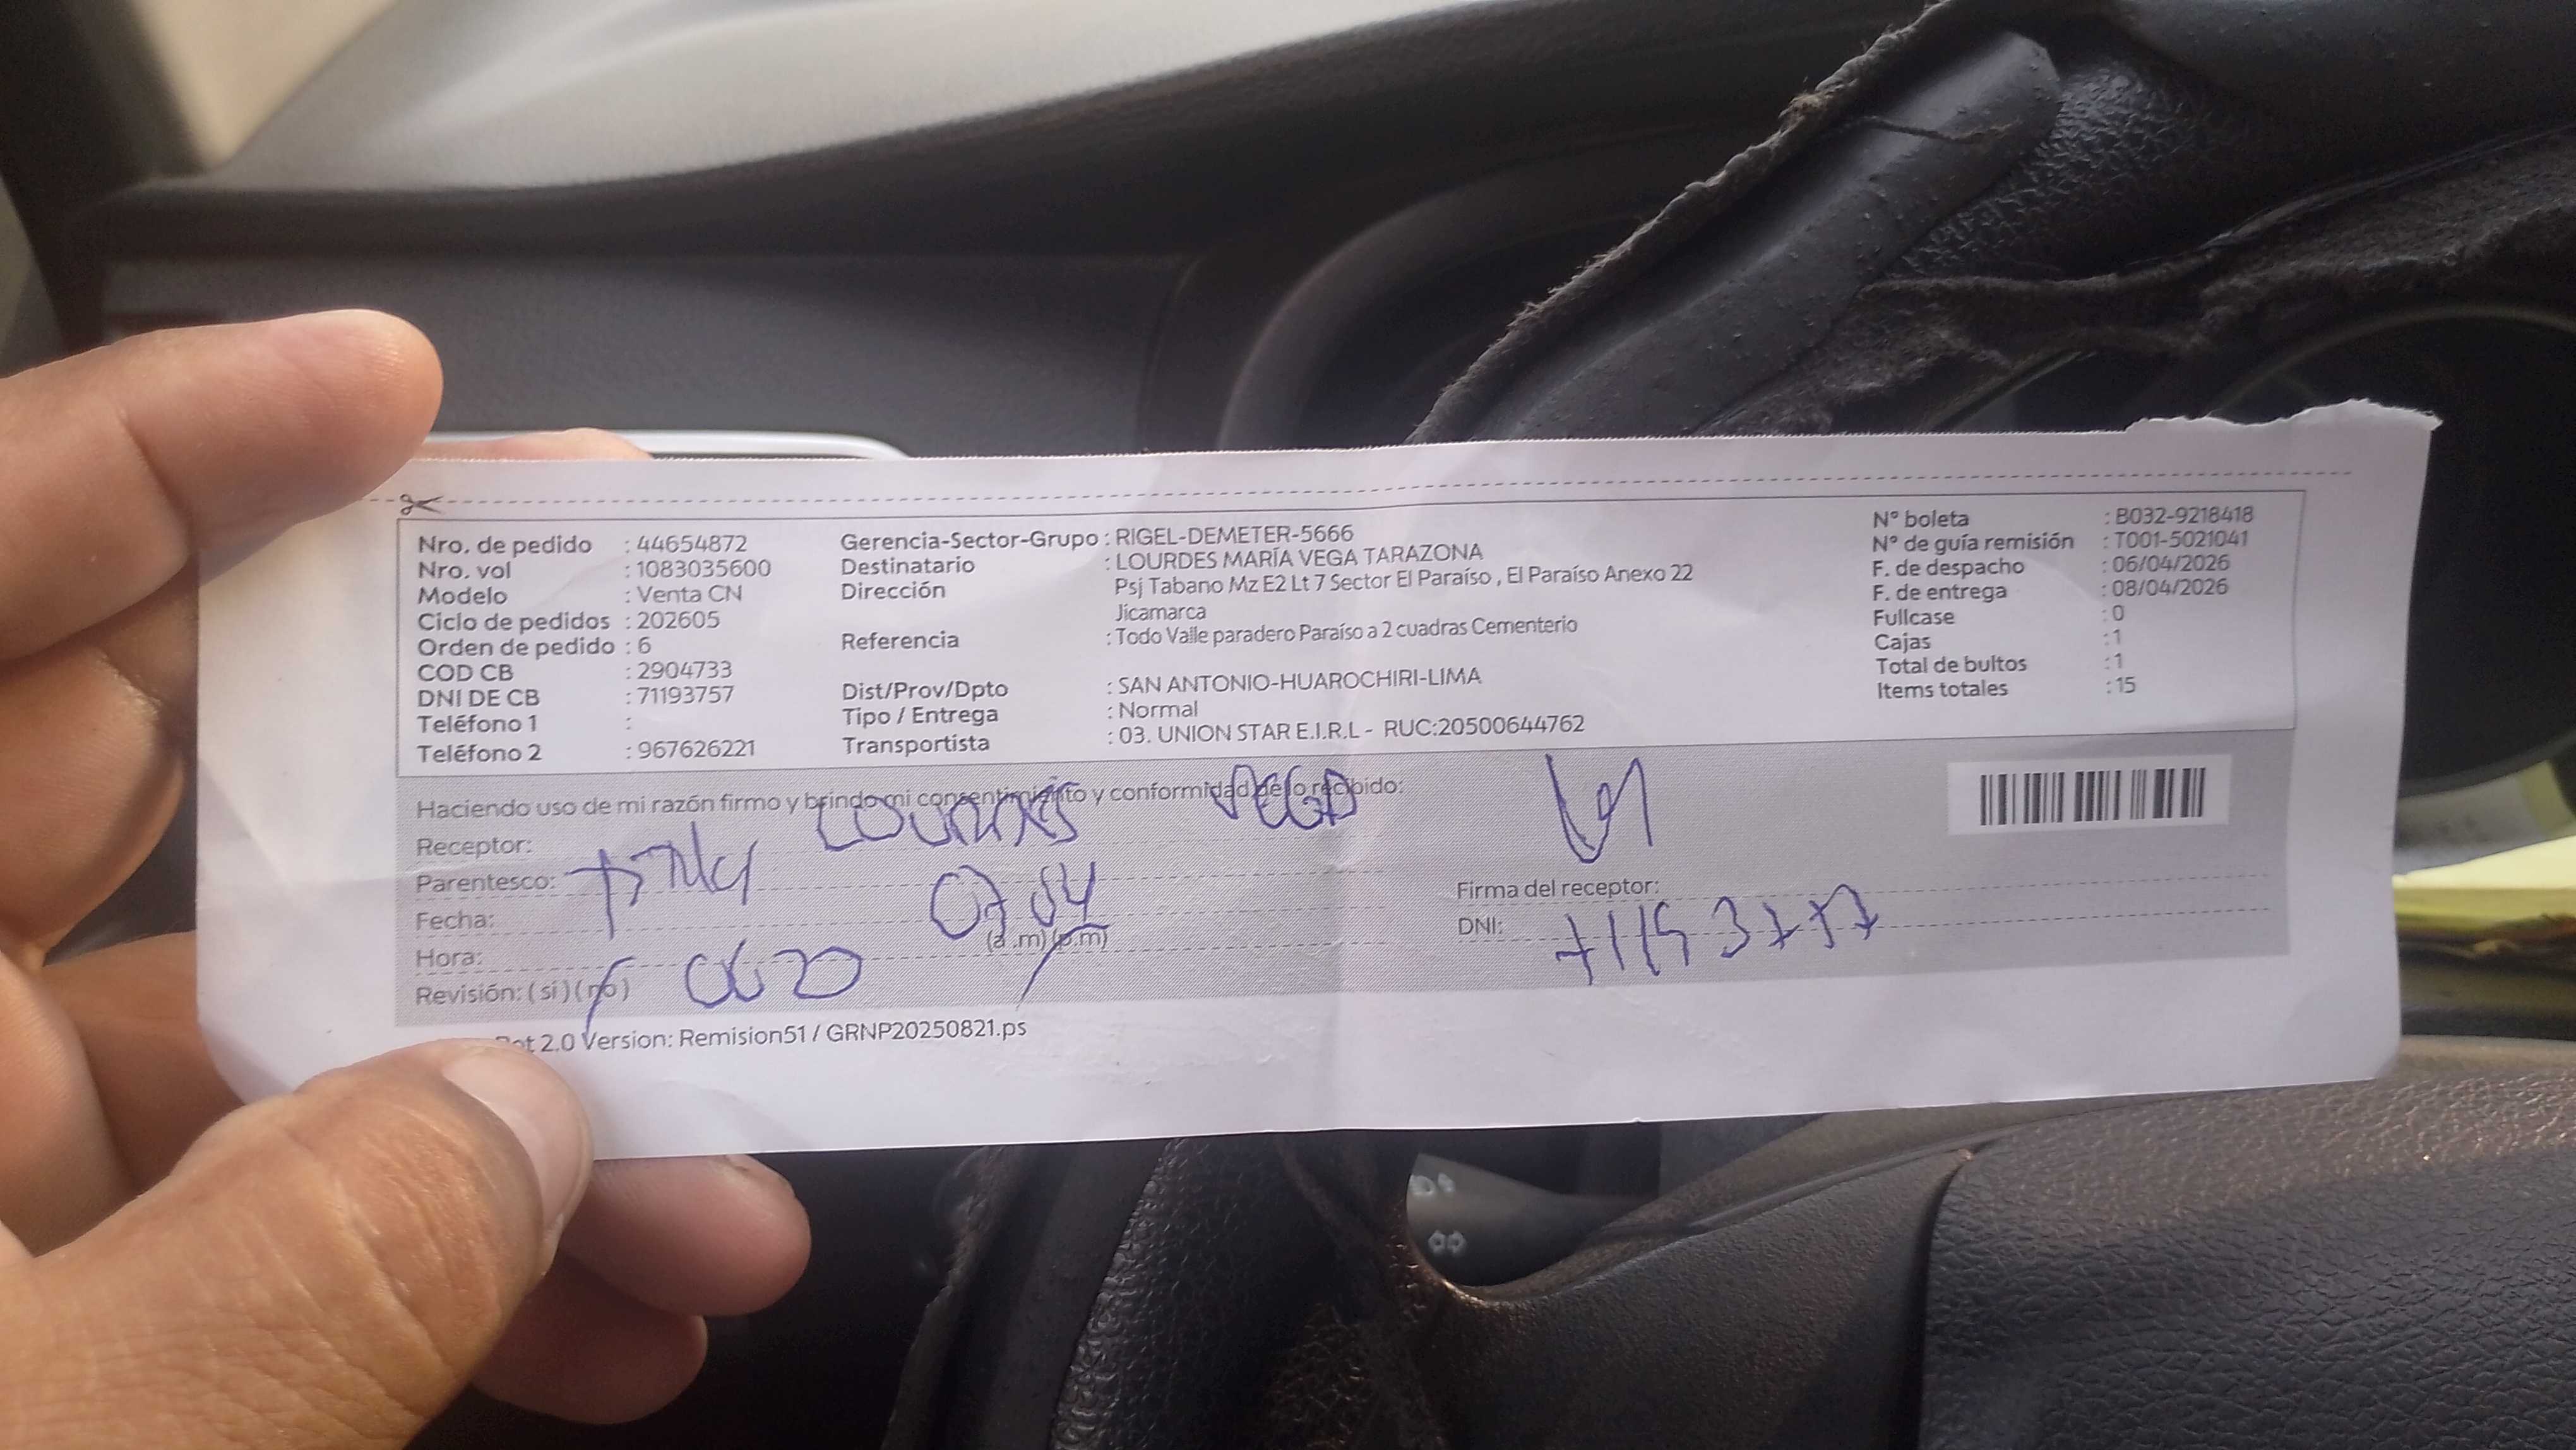 Nro. de pedido : 44654872
Nro. vol : 1083035600
Modelo : Venta CN
Ciclo de pedidos : 202605
Orden de pedido : 6
COD CB : 2904733
DNI DE CB : 71193757
Teléfono 1 :
Teléfono 2 : 967626221
Gerencia-Sector-Grupo : RIGEL-DEMETER-5666
Destinatario : LOURDES MARÍA VEGA TARAZONA
Dirección Psj Tabano Mz E2 Lt 7 Sector El Paraíso , El Paraíso Anexo 22
Jicamarca
Referencia : Todo Valle paradero Paraíso a 2 cuadras Cementerio
Dist/Prov/Dpto : SAN ANTONIO-HUAROCHIRI-LIMA
Tipo / Entrega : Normal
Transportista : 03. UNION STAR E.I.R.L - RUC:20500644762
N° boleta : B032-9218418
N° de guía remisión : T001-5021041
F. de despacho : 06/04/2026
F. de entrega : 08/04/2026
Fullcase : 0
Cajas : 1
Total de bultos : 1
Items totales : 15
Haciendo uso de mi razón firmo y brindo mi consentimiento y conformidad de lo recibido:
Receptor: Lourdes Vega
Parentesco:
Fecha: 07 04
Hora: 0620 (a .m) (p.m)
Revisión: ( si ) ( no )
Firma del receptor:
DNI:
2.0 Version: Remision51 / GRNP20250821.ps